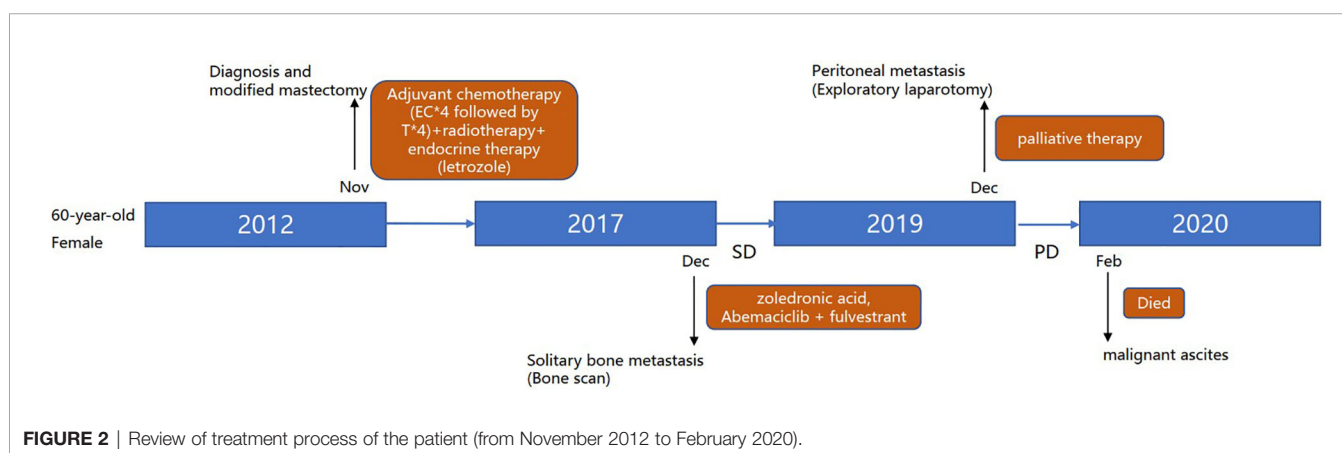 Diagnosis and
modified mastectomy
Adjuvant chemotherapy
(EC*4 followed by
T*4)+radiotherapy+
endocrine therapy
(letrozole)
Nov
Peritoneal metastasis
(Exploratory laparotomy)
palliative therapy
Dec
60-year-old
Female
2012
2017
2019
2020
Dec
SD
PD
Feb
zoledronic acid,
Abemaciclib + fulvestrant
Died
Solitary bone metastasis
(Bone scan)
malignant ascites
FIGURE 2 | Review of treatment process of the patient (from November 2012 to February 2020).